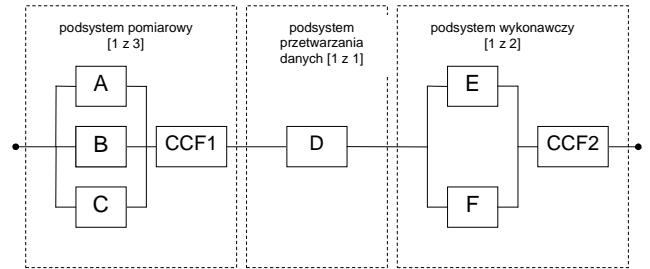 podsystem pomiarowy
[1 z 3]
podsystem
przetwarzania
danych [1 z 1]
podsystem wykonawczy
[1 z 2]
A
B
C
CCF1
D
E
F
CCF2